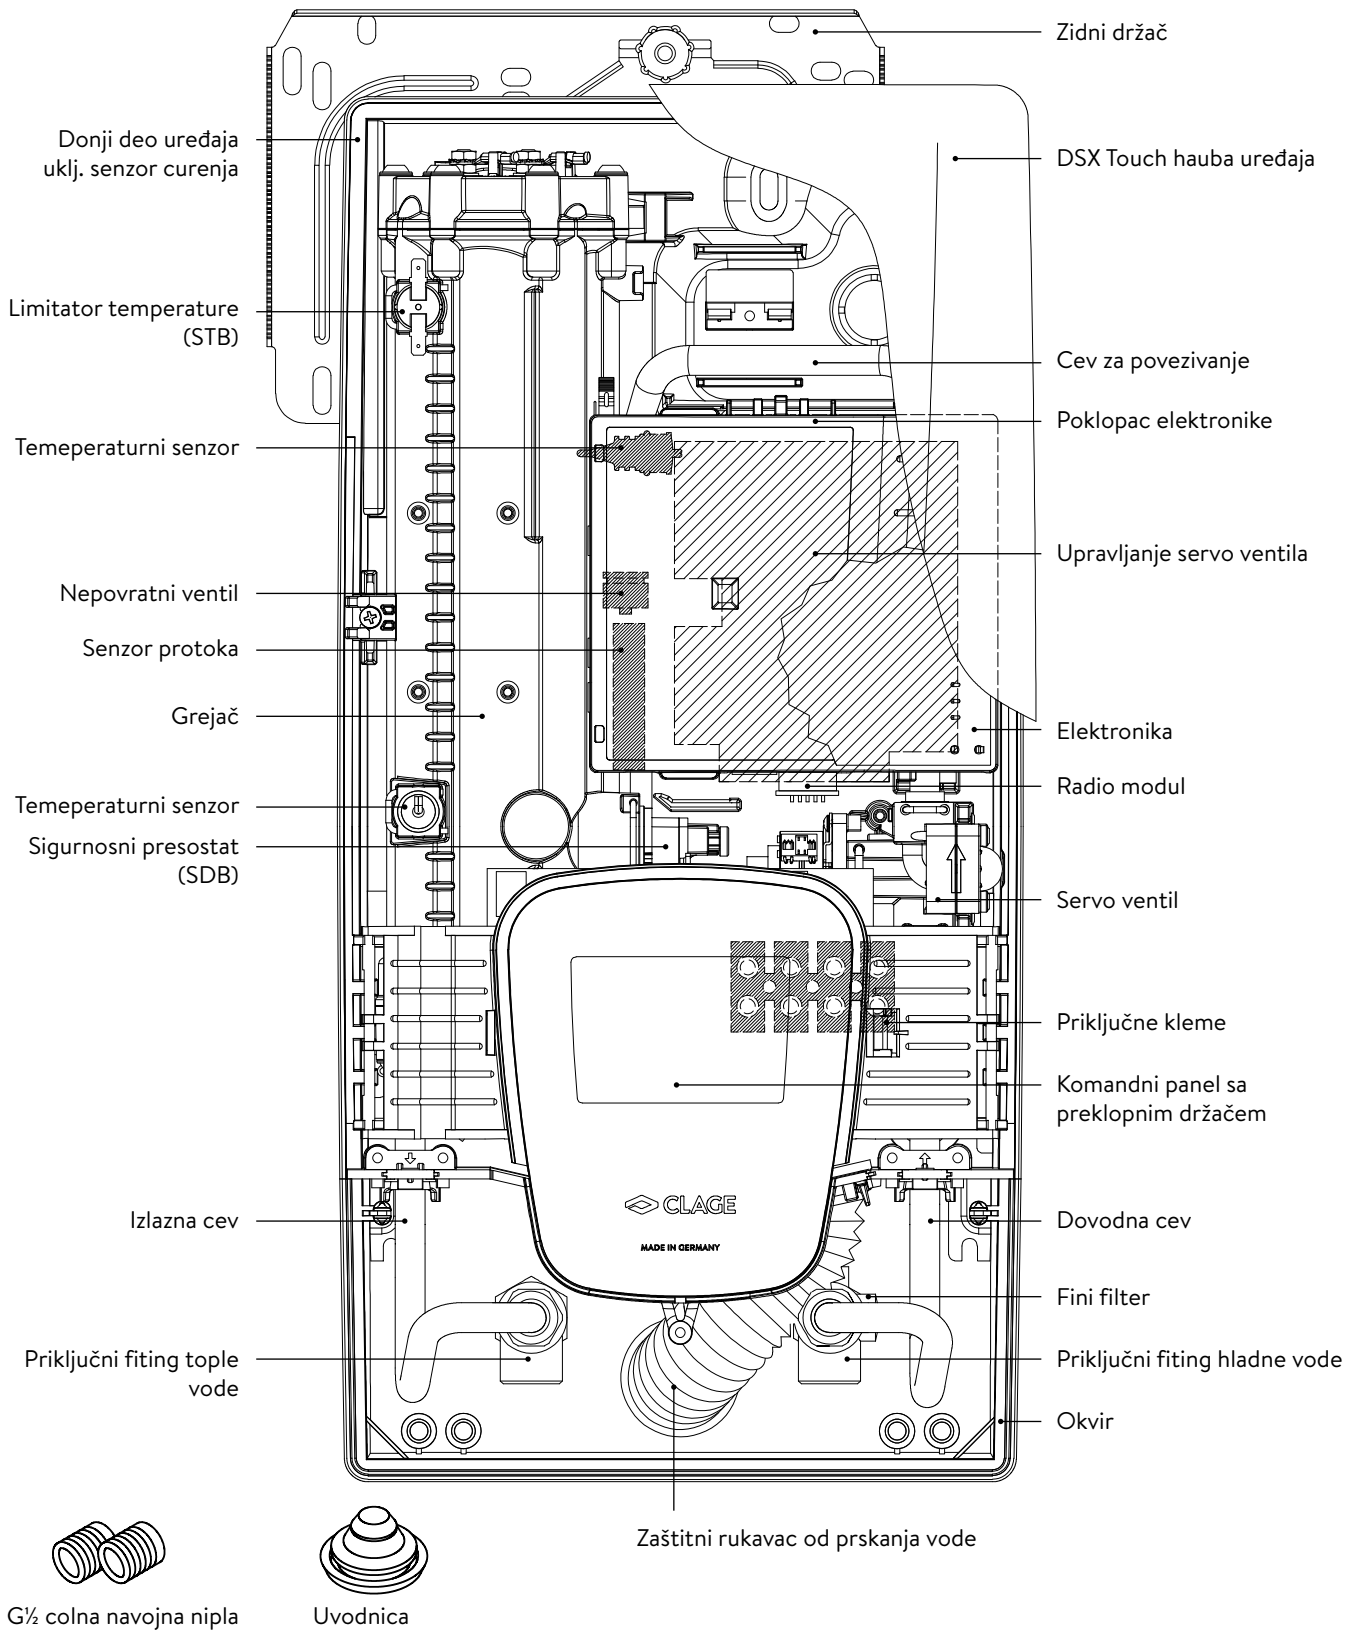 Zidni držač
Donji deo uređaja
uklj. senzor curenja
DSX Touch hauba uređaja
Limitator temperature
(STB)
Cev za povezivanje
Poklopac elektronike
Temeperaturni senzor
Upravljanje servo ventila
Nepovratni ventil
Senzor protoka
Grejač
Elektronika
Radio modul
Temeperaturni senzor
Sigurnosni presostat
(SDB)
Servo ventil
Priključne kleme
Komandni panel sa
preklopnim držačem
CLAGE
MADE IN GERMANY
Izlazna cev
Dovodna cev
Fini filter
Priključni fiting tople
vode
Priključni fiting hladne vode
Okvir
Zaštitni rukavac od prskanja vode
G½ colna navojna nipla
Uvodnica